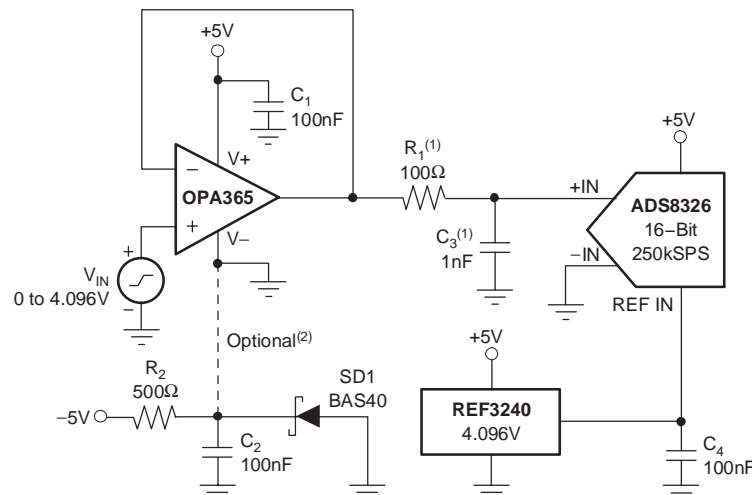 +5V
C1
100nF
V+
−
OPA365
+
V−
R1(1)
100Ω
+5V
+IN
ADS8326
16−Bit
250kSPS
−IN
REF IN
C3(1)
1nF
+
VIN
0 to 4.096V
−
Optional(2)
R2
500Ω
−5V
SD1
BAS40
C2
100nF
+5V
REF3240
4.096V
C4
100nF